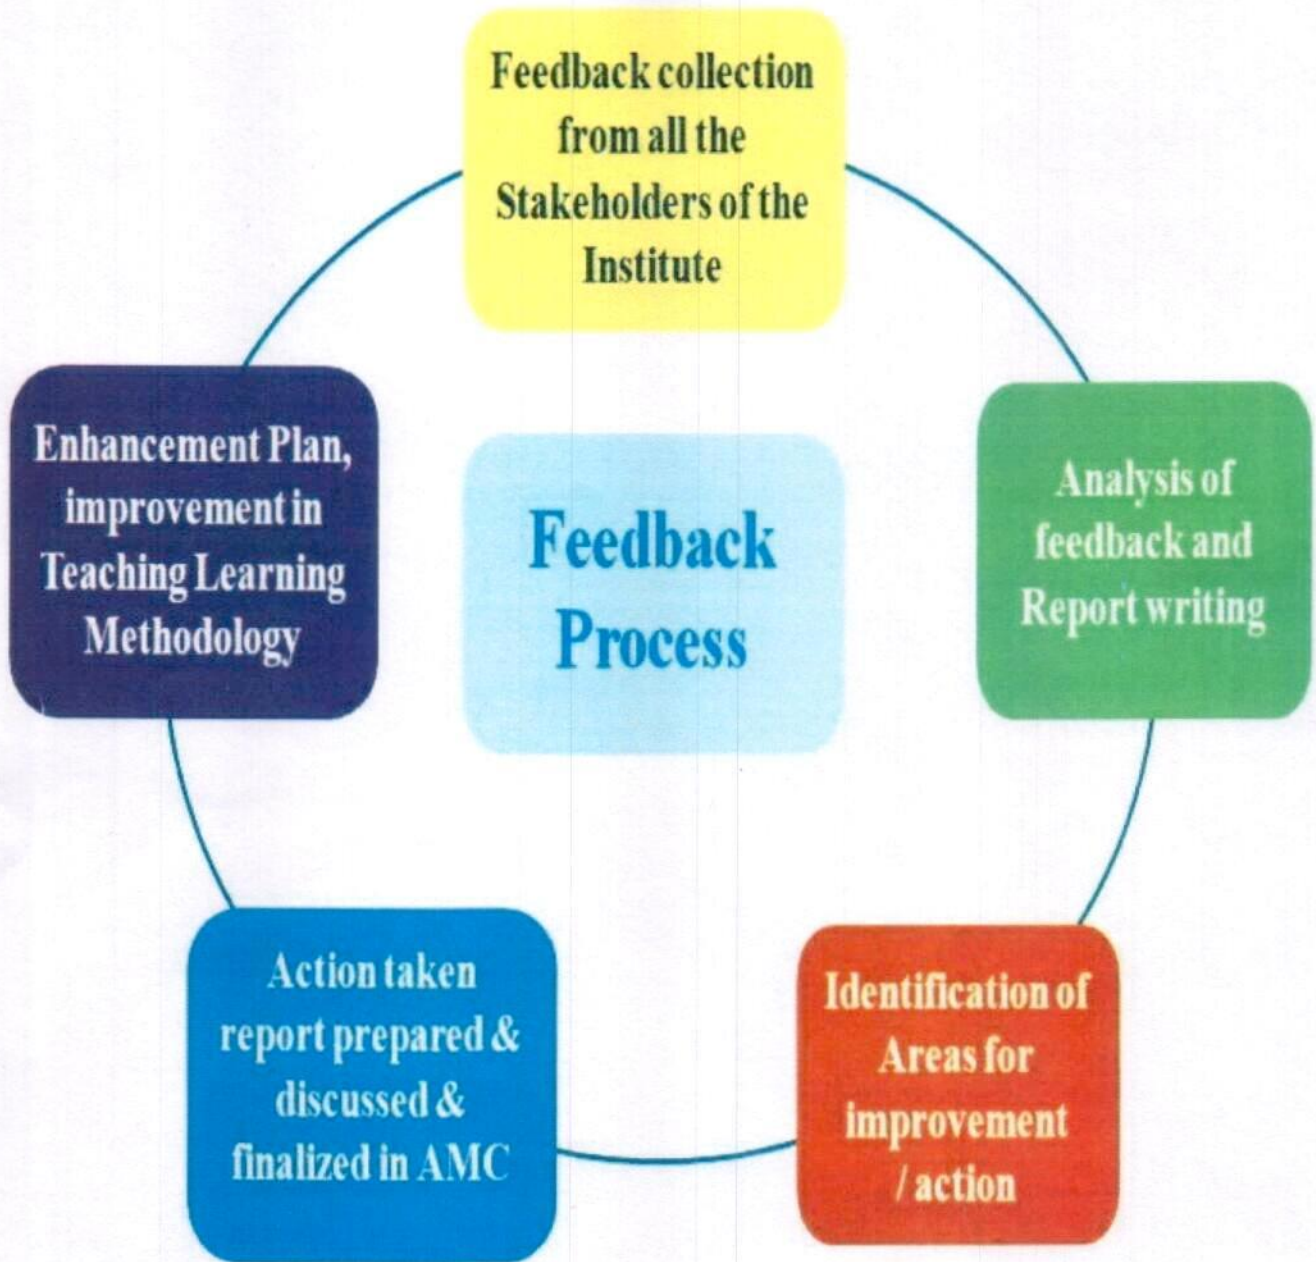 Feedback collection
from all the
Stakeholders of the
Institute
Enhancement Plan,
improvement in
Teaching Learning
Methodology
Feedback
Process
Analysis of
feedback and
Report writing
Action taken
report prepared &
discussed &
finalized in AMC
Identification of
Areas for
improvement
/ action